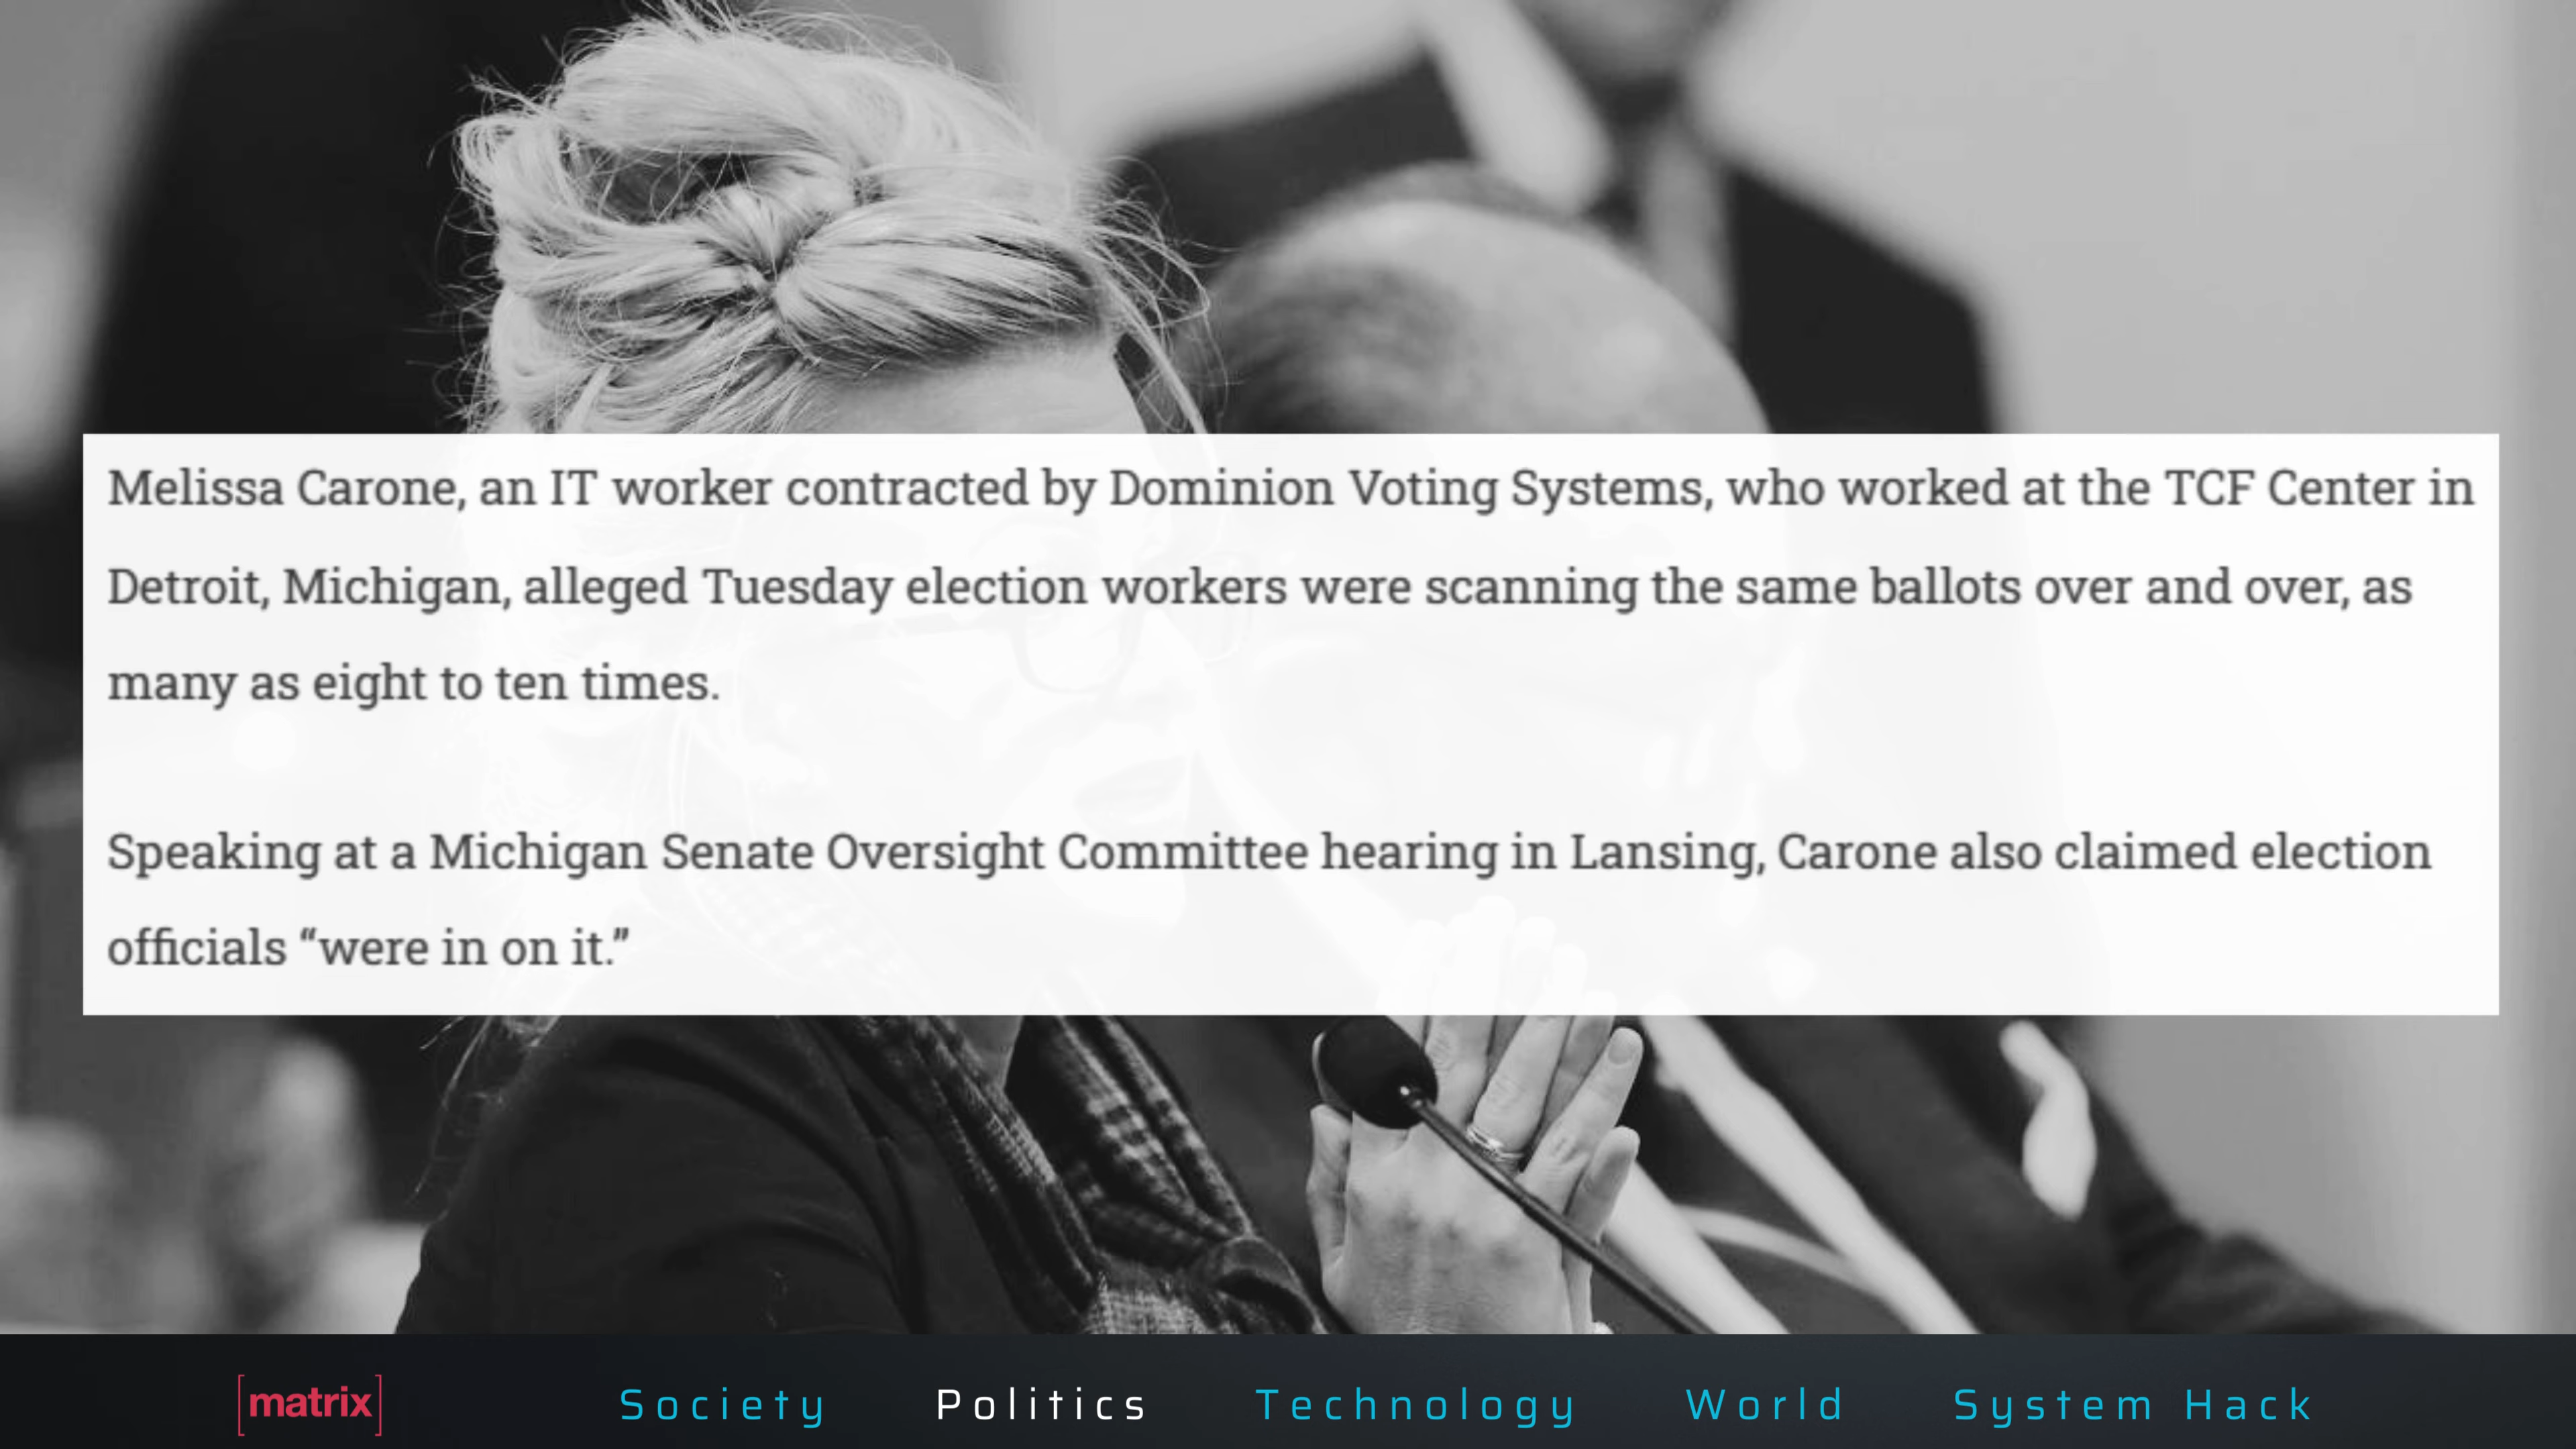 Melissa Carone, an IT worker contracted by Dominion Voting Systems, who worked at the TCF Center in
Detroit, Michigan, alleged Tuesday election workers were scanning the same ballots over and over, as
many as eight to ten times.
Speaking at a Michigan Senate Oversight Committee hearing in Lansing, Carone also claimed election
officials “were in on it.”
[matrix] Society Politics Technology World System Hack